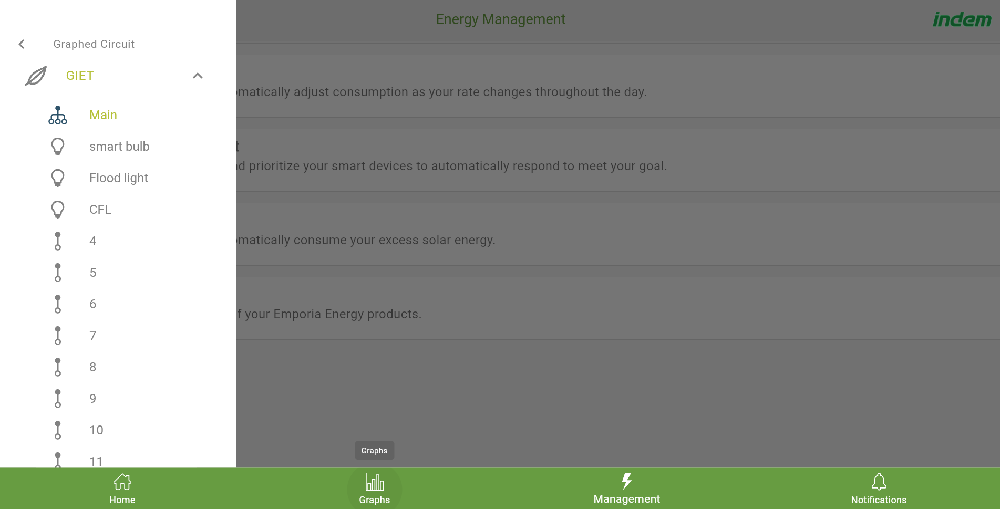 Energy Management
indem
Graphed Circuit
GIET
Main
smart bulb
Flood light
CFL
4
5
6
7
8
9
10
11
adjust consumption as your rate changes throughout the day.
prioritize your smart devices to automatically respond to meet your goal.
consume your excess solar energy.
your Emporia Energy products.
Graphs
Home
Graphs
Management
Notifications